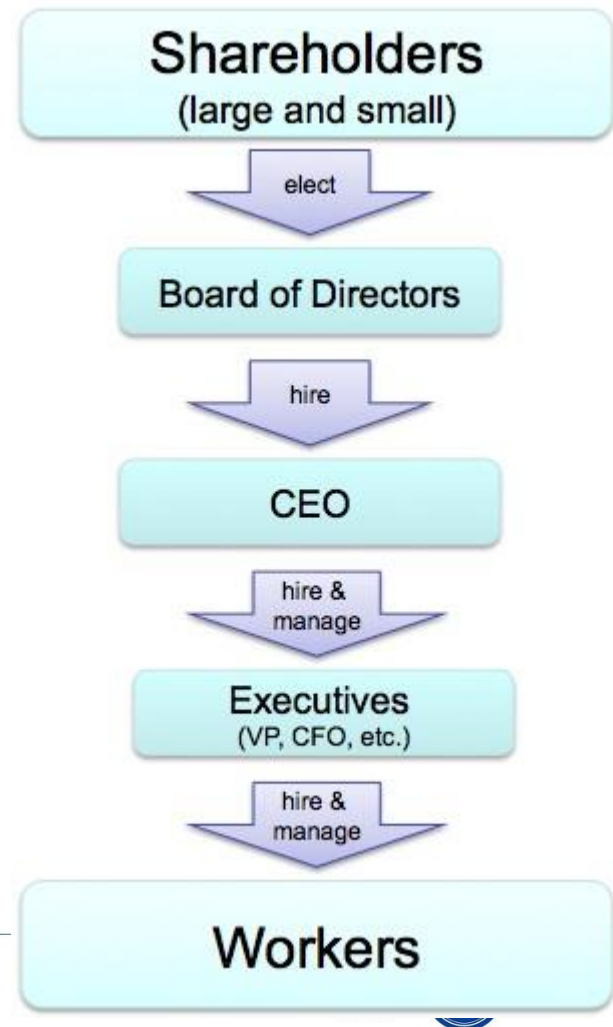 Shareholders
(large and small)
elect
Board of Directors
hire
CEO
hire &
manage
Executives
(VP, CFO, etc.)
hire &
manage
Workers